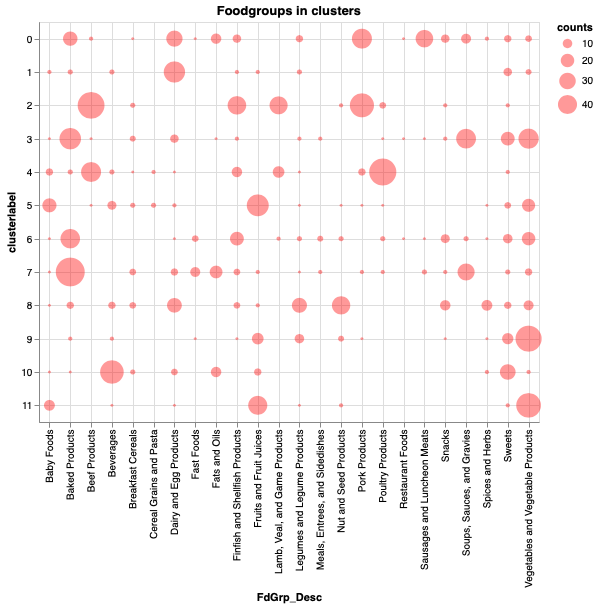 Foodgroups in clusters
counts
10
20
30
40
clusterlabel
0
1
2
3
4
5
6
7
8
9
10
11
Baby Foods
Baked Products
Beef Products
Beverages
Breakfast Cereals
Cereal Grains and Pasta
Dairy and Egg Products
Fast Foods
Fats and Oils
Finfish and Shellfish Products
Fruits and Fruit Juices
Lamb, Veal, and Game Products
Legumes and Legume Products
Meals, Entrees, and Sidedishes
Nut and Seed Products
Pork Products
Poultry Products
Restaurant Foods
Sausages and Luncheon Meats
Snacks
Soups, Sauces, and Gravies
Spices and Herbs
Sweets
Vegetables and Vegetable Products
FdGrp_Desc